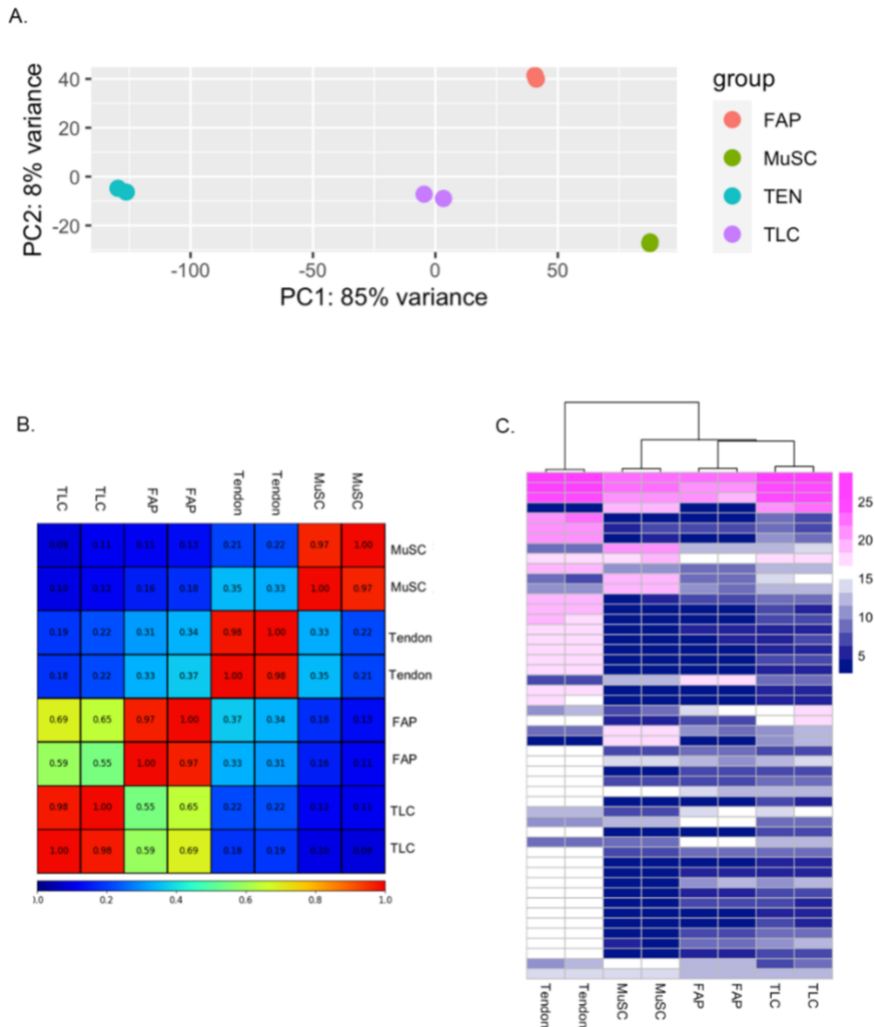 A.
PC2: 8% variance
40
20
0
-20
-100
-50
0
50
PC1: 85% variance
group
FAP
MuSC
TEN
TLC
B.
TLC TLC FAP FAP Tendon Tendon MuSC MuSC
0.11 0.11 0.13 0.21 0.22 0.97 1.00 MuSC
0.10 0.13 0.16 0.18 0.35 0.33 1.00 0.97 MuSC
0.19 0.22 0.31 0.34 0.98 1.00 0.33 0.22 Tendon
0.18 0.22 0.33 0.37 1.00 0.98 0.35 0.21 Tendon
0.69 0.65 0.97 1.00 0.37 0.34 0.18 0.13 FAP
0.59 0.55 1.00 0.97 0.33 0.31 0.16 0.11 FAP
0.98 1.00 0.55 0.65 0.22 0.22 0.13 0.11 TLC
1.00 0.98 0.59 0.69 0.18 0.19 0.10 TLC
0.2 0.4 0.6 0.8 1.0
C.
25
20
15
10
5
Tendon Tendon MuSC MuSC FAP FAP TLC TLC